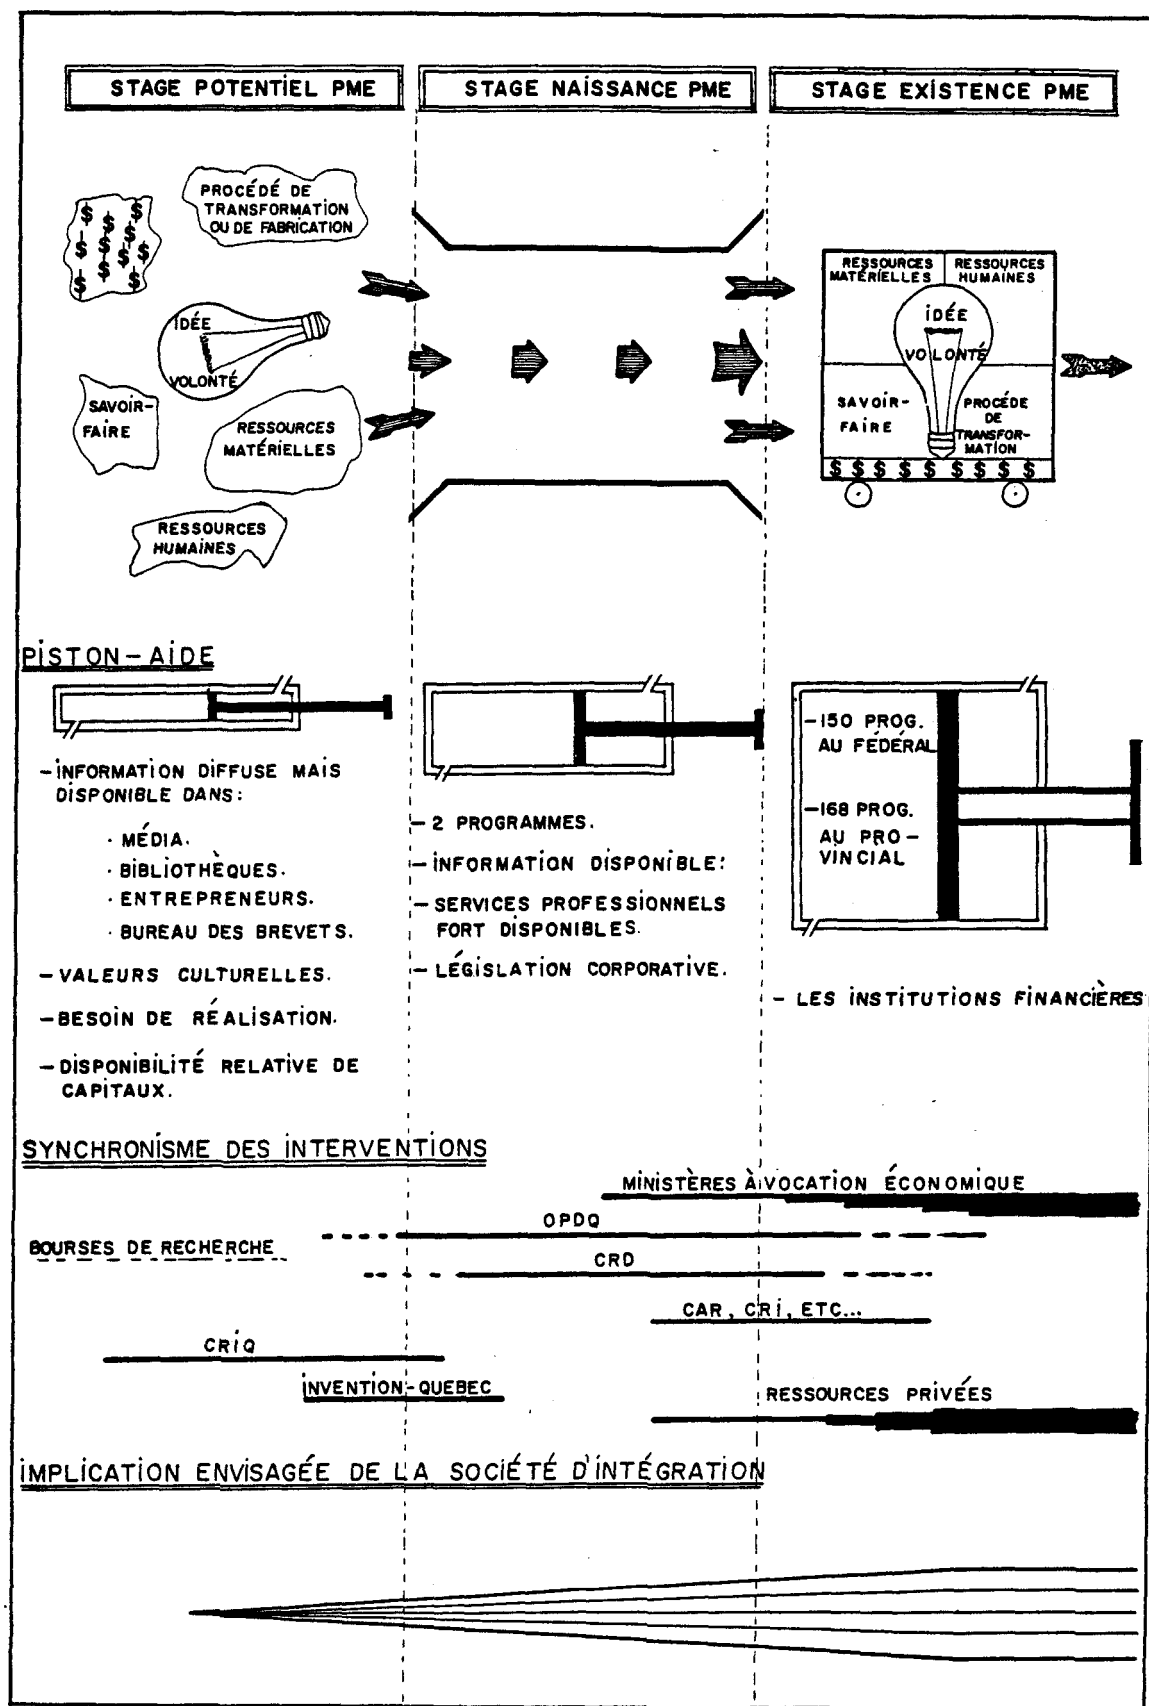 STAGE POTENTIEL PME
STAGE NAISSANCE PME
STAGE EXISTENCE PME
PROCÉDÉ DE
TRANSFORMATION
OU DE FABRICATION
$ $ $ $ $ $ $ $ $ $ $ $ $
IDÉE
VOLONTÉ
SAVOIR-
FAIRE
RESSOURCES
MATÉRIELLES
RESSOURCES
HUMAINES
RESSOURCES
MATÉRIELLES
RESSOURCES
HUMAINES
IDÉE
VOLONTÉ
SAVOIR-
FAIRE
PROCÉDE
DE
TRANSFOR-
MATION
$ $ $ $ $ $ $ $ $
PISTON-AIDE
- INFORMATION DIFFUSE MAIS
DISPONIBLE DANS:
· MÉDIA.
· BIBLIOTHÈQUES.
· ENTREPRENEURS.
· BUREAU DES BREVETS.
- VALEURS CULTURELLES.
- BESOIN DE RÉALISATION.
- DISPONIBILITÉ RELATIVE DE
CAPITAUX.
- 2 PROGRAMMES.
- INFORMATION DISPONIBLE:
- SERVICES PROFESSIONNELS
FORT DISPONIBLES.
- LÉGISLATION CORPORATIVE.
-150 PROG.
AU FÉDÉRAL
-168 PROG.
AU PRO-
VINCIAL
- LES INSTITUTIONS FINANCIÈRES
SYNCHRONISME DES INTERVENTIONS
MINISTÈRES À VOCATION ÉCONOMIQUE
OPDQ
BOURSES DE RECHERCHE
CRD
CAR, CRI, ETC...
CRIQ
INVENTION-QUEBEC
RESSOURCES PRIVÉES
IMPLICATION ENVISAGÉE DE LA SOCIÉTÉ D'INTÉGRATION